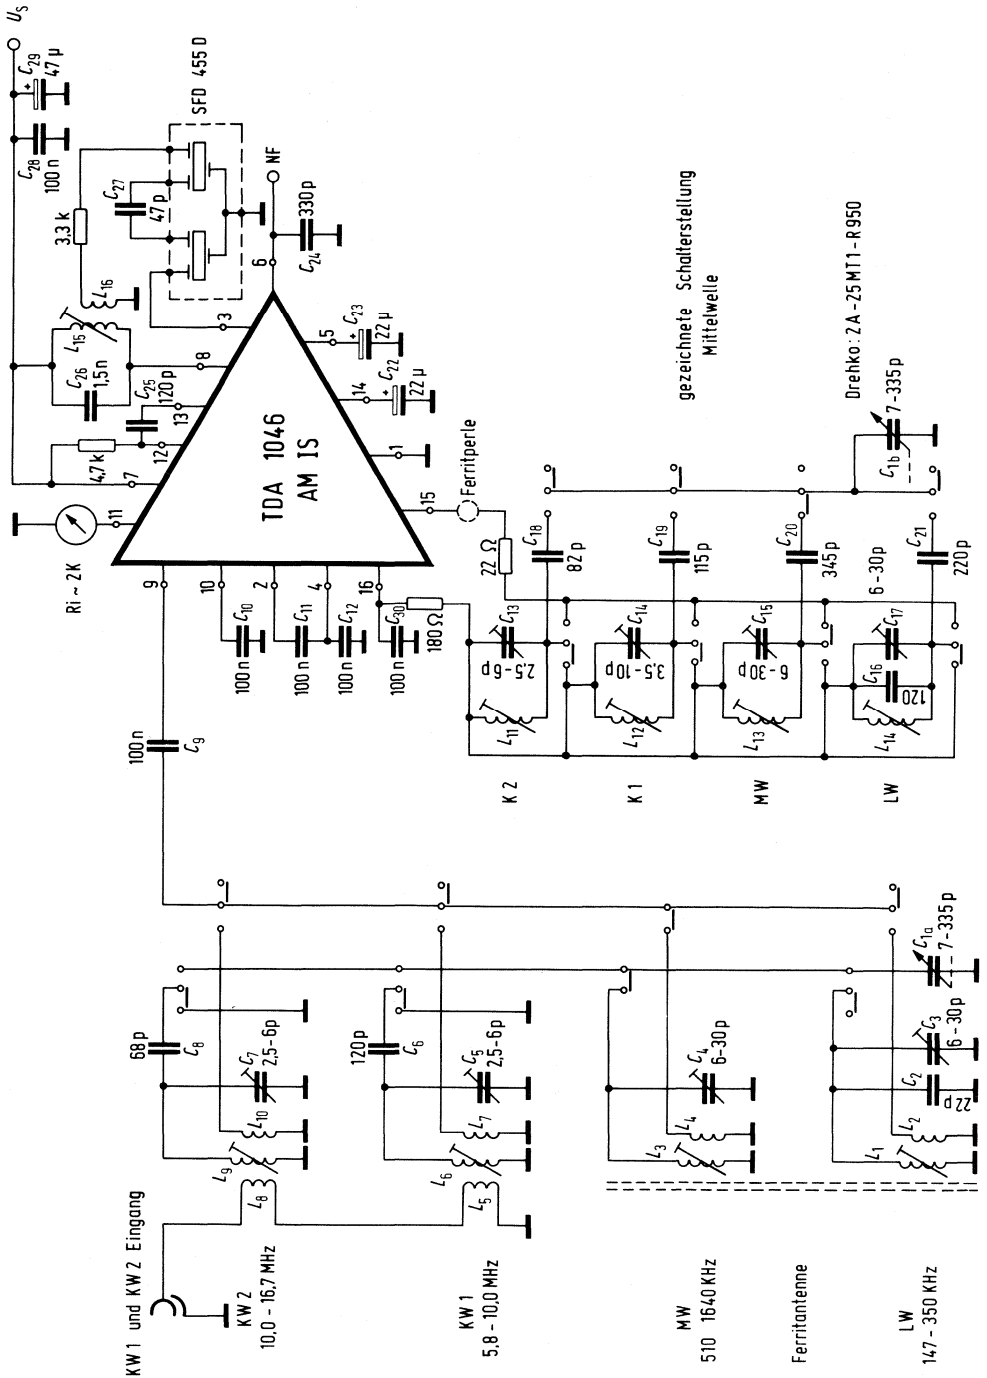 KW1 und KW2 Eingang
KW 2
10,0 – 16,7 MHz
KW 1
5,8 – 10,0 MHz
MW
510 1640 KHz
Ferritantenne
LW
147 – 350 KHz
L8
L9
L10
C7
2,5-6p
68p
C8
L5
L6
L7
C5
2,5-6p
120p
C6
L3
L4
C4
6-30p
L1
L2
C2
22p
C3
6-30p
C1a
7-335p
100n
C9
K 2
K 1
MW
LW
L11
2,5-6p
C13
L12
3,5-10p
C14
L13
6-30p
C15
L14
C16
120
C17
6-30p
C18
82p
C19
115p
C20
345p
C21
220p
C1b
7-335p
Drehko: 2A-25MT1-R950
gezeichnete Schalterstellung
Mittelwelle
100n
C10
100n
C11
100n
C12
100n
C30
180Ω
22Ω
Ferritperle
9
10
2
4
16
15
1
14
5
6
3
8
13
12
7
11
TDA 1046
AM IS
Ri ~ 2K
4,7k
C25
120p
C26
1,5n
L15
L16
3,3k
C27
47p
SFD 455 D
C28
100n
+
C29
47µ
US
NF
C24
330p
+
C23
22µ
+
C22
22µ